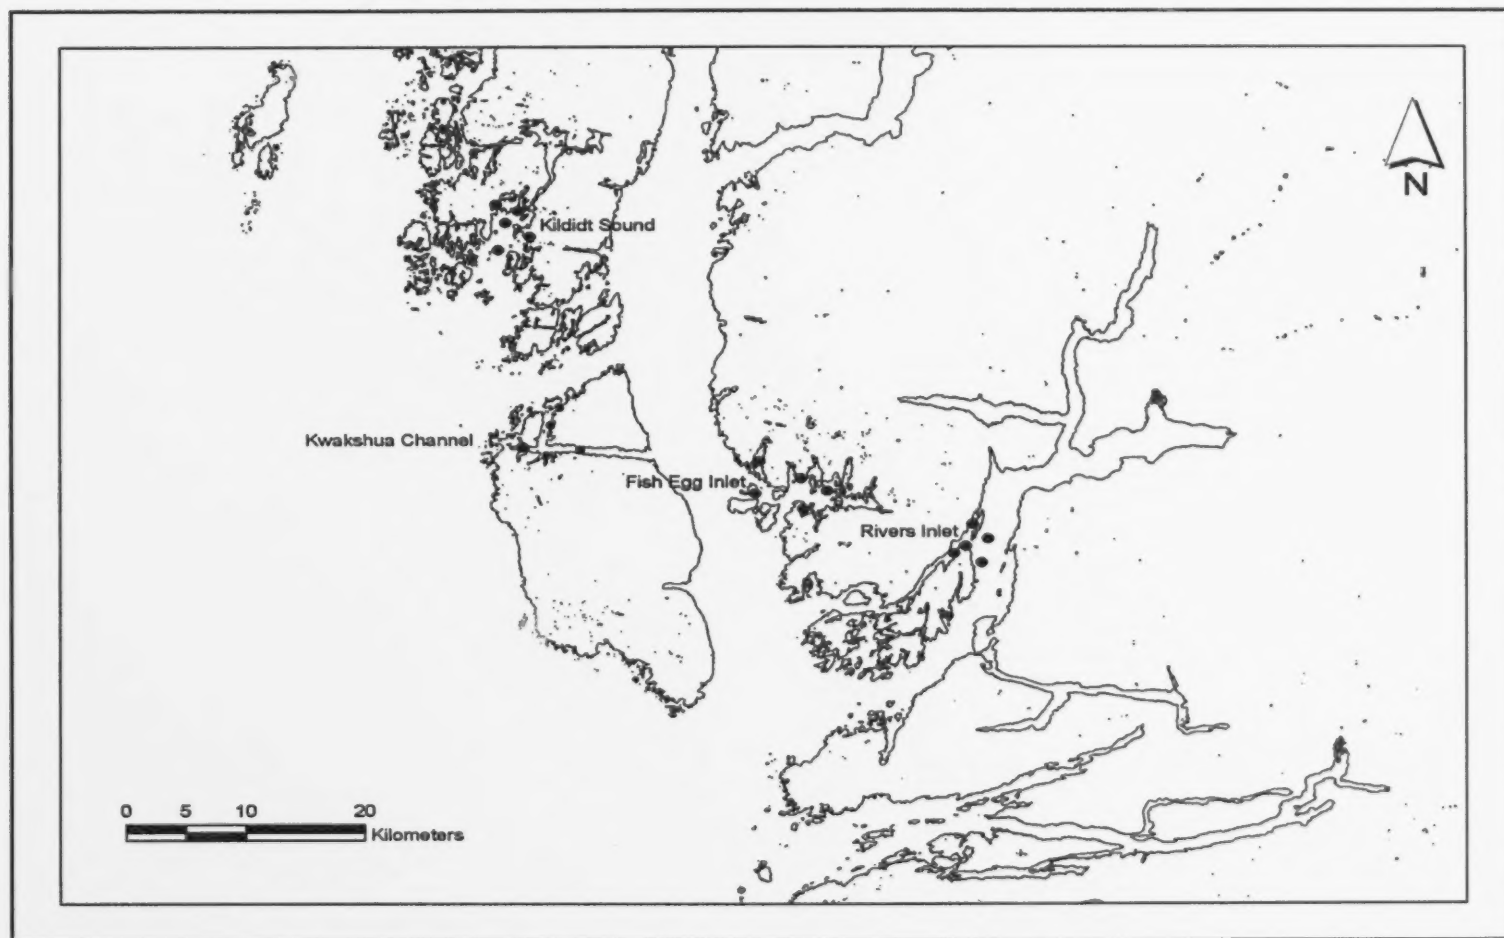 N
Kildidt Sound
Kwakshua Channel
Fish Egg Inlet
Rivers Inlet
0 5 10 20
Kilometers